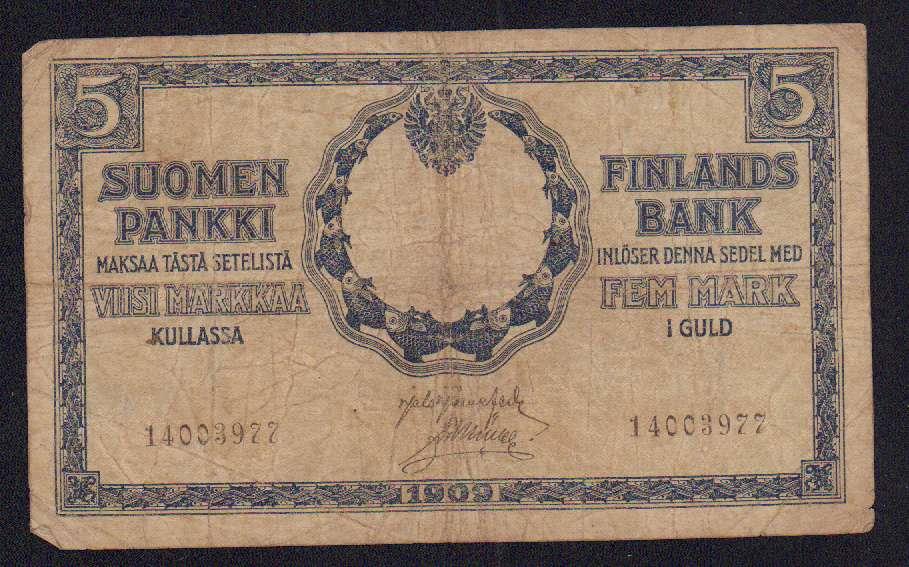 5
5
SUOMEN
PANKKI
MAKSAA TÄSTÄ SETELISTÄ
VIISI MARKKAA
KULLASSA
FINLANDS
BANK
INLÖSER DENNA SEDEL MED
FEM MARK
I GULD
14003977
14003977
1909